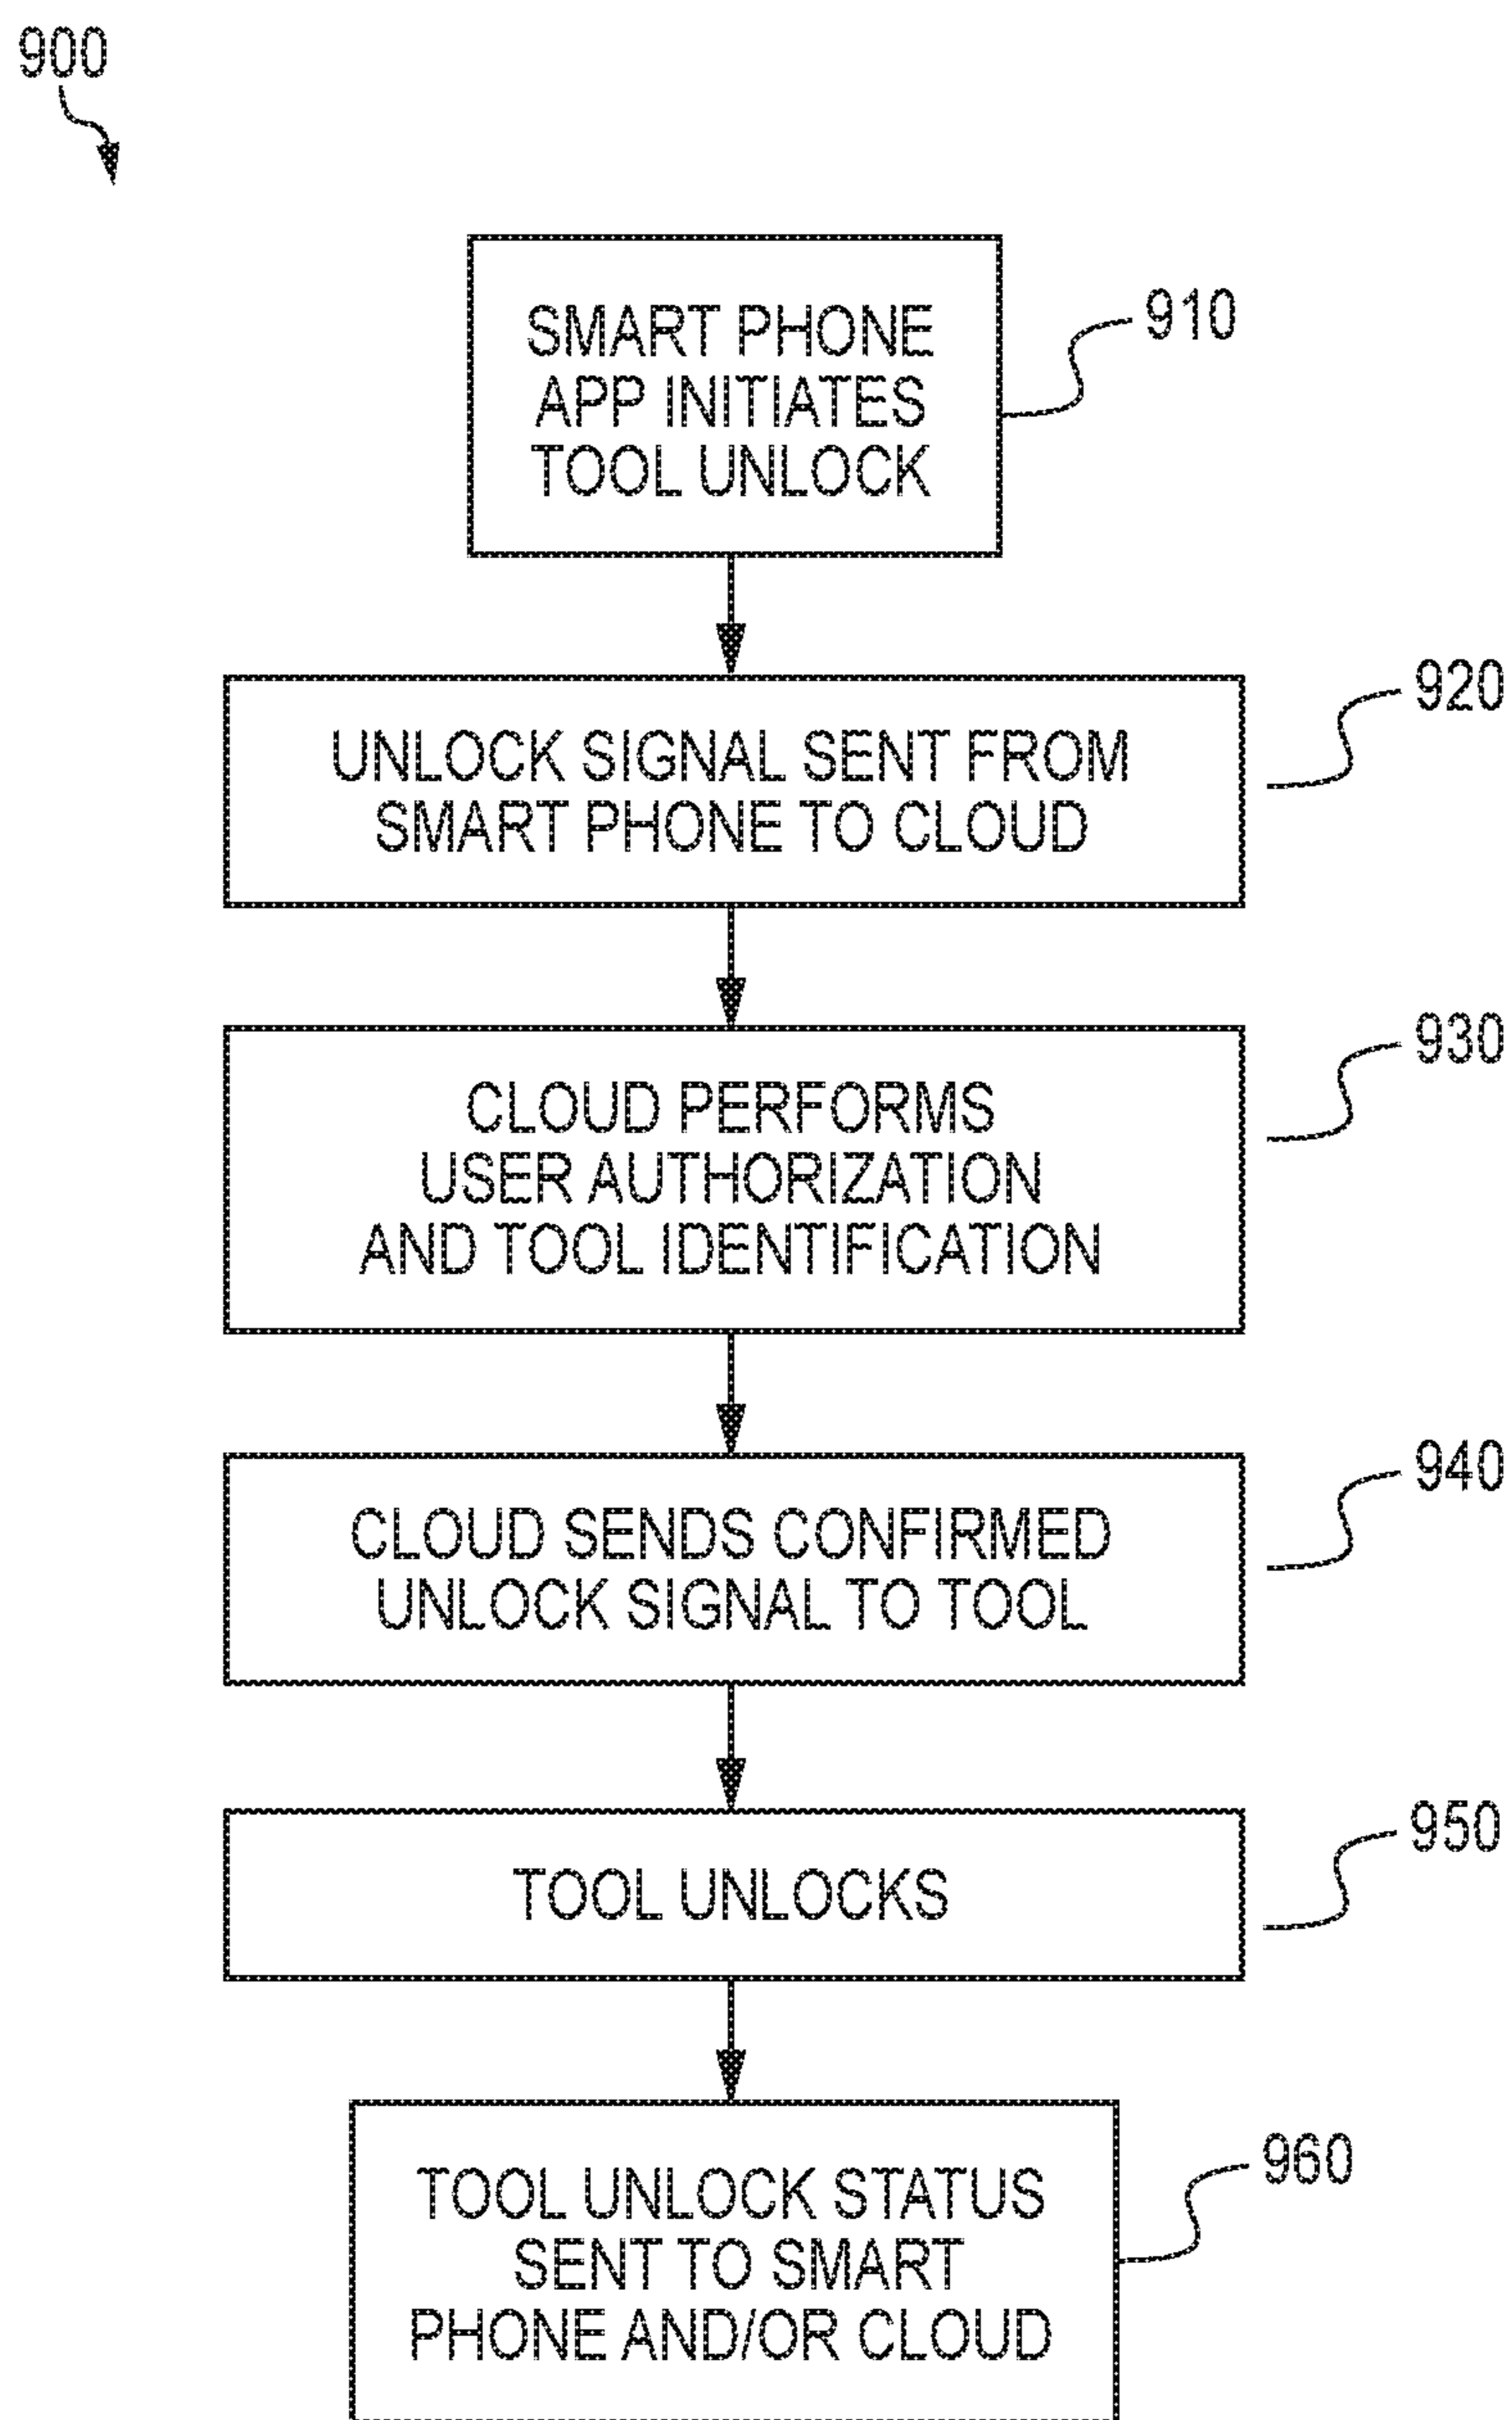 900
SMART PHONE
APP INITIATES
TOOL UNLOCK
910
UNLOCK SIGNAL SENT FROM
SMART PHONE TO CLOUD
920
CLOUD PERFORMS
USER AUTHORIZATION
AND TOOL IDENTIFICATION
930
CLOUD SENDS CONFIRMED
UNLOCK SIGNAL TO TOOL
940
TOOL UNLOCKS
950
TOOL UNLOCK STATUS
SENT TO SMART
PHONE AND/OR CLOUD
960